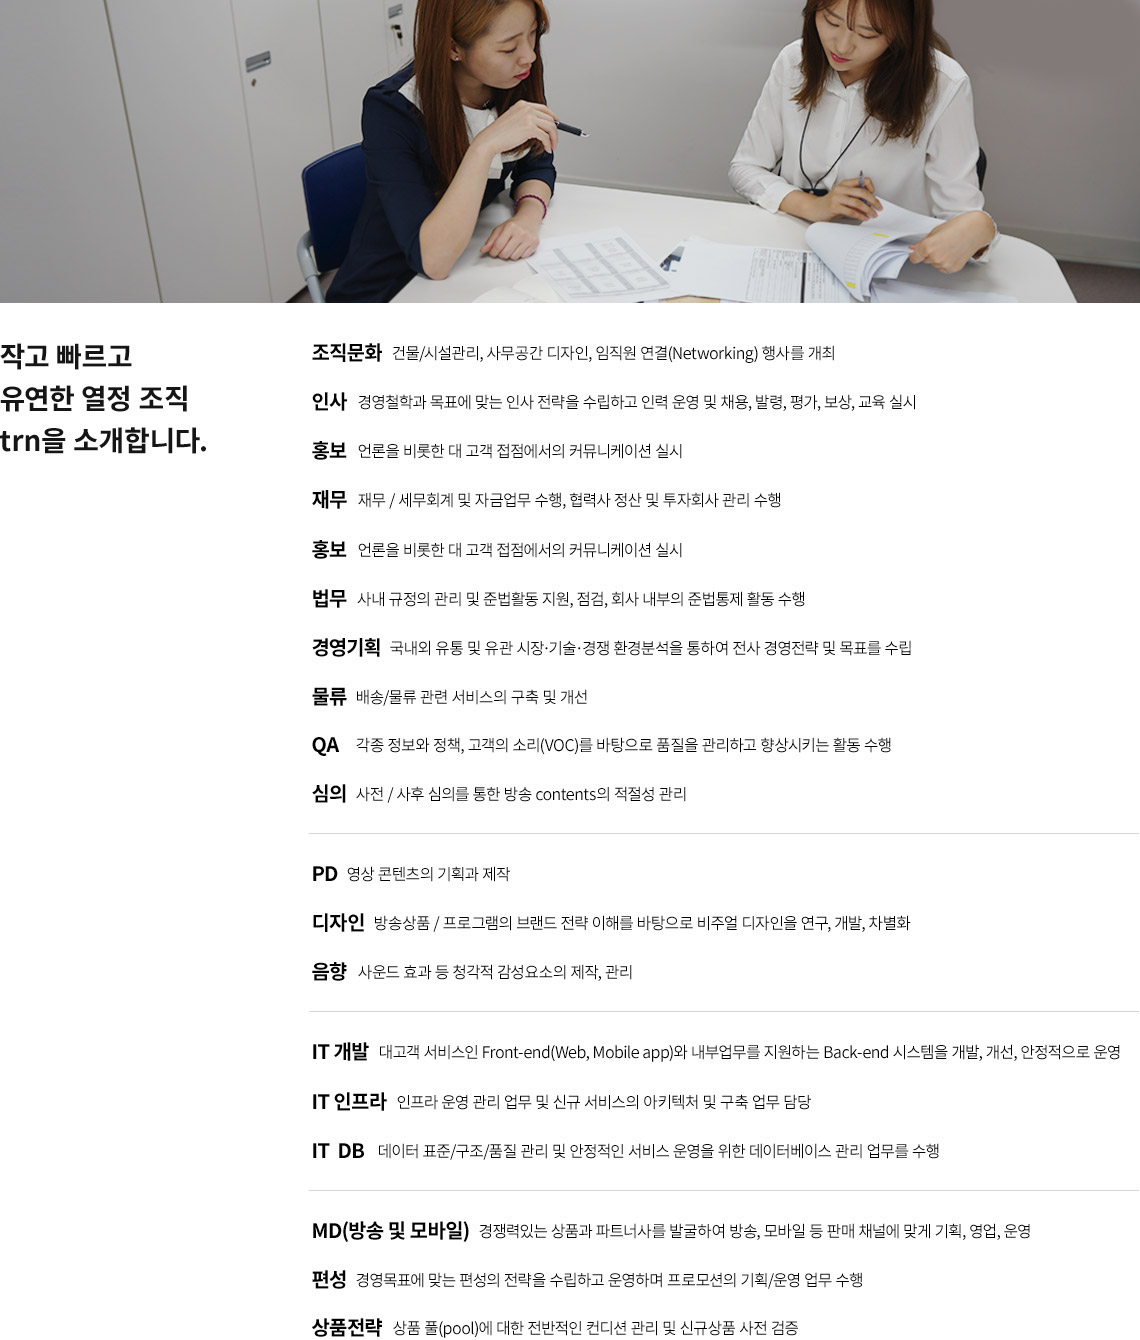 작고 빠르고
유연한 열정 조직
trn을 소개합니다.
조직문화 건물/시설관리, 사무공간 디자인, 임직원 연결(Networking) 행사를 개최
인사 경영철학과 목표에 맞는 인사 전략을 수립하고 인력 운영 및 채용, 발령, 평가, 보상, 교육 실시
홍보 언론을 비롯한 대 고객 접점에서의 커뮤니케이션 실시
재무 재무 / 세무회계 및 자금업무 수행, 협력사 정산 및 투자회사 관리 수행
홍보 언론을 비롯한 대 고객 접점에서의 커뮤니케이션 실시
법무 사내 규정의 관리 및 준법활동 지원, 점검, 회사 내부의 준법통제 활동 수행
경영기획 국내외 유통 및 유관 시장·기술·경쟁 환경분석을 통하여 전사 경영전략 및 목표를 수립
물류 배송/물류 관련 서비스의 구축 및 개선
QA 각종 정보와 정책, 고객의 소리(VOC)를 바탕으로 품질을 관리하고 향상시키는 활동 수행
심의 사전 / 사후 심의를 통한 방송 contents의 적절성 관리
PD 영상 콘텐츠의 기획과 제작
디자인 방송상품 / 프로그램의 브랜드 전략 이해를 바탕으로 비주얼 디자인을 연구, 개발, 차별화
음향 사운드 효과 등 청각적 감성요소의 제작, 관리
IT 개발 대고객 서비스인 Front-end(Web, Mobile app)와 내부업무를 지원하는 Back-end 시스템을 개발, 개선, 안정적으로 운영
IT 인프라 인프라 운영 관리 업무 및 신규 서비스의 아키텍처 및 구축 업무 담당
IT DB 데이터 표준/구조/품질 관리 및 안정적인 서비스 운영을 위한 데이터베이스 관리 업무를 수행
MD(방송 및 모바일) 경쟁력있는 상품과 파트너사를 발굴하여 방송, 모바일 등 판매 채널에 맞게 기획, 영업, 운영
편성 경영목표에 맞는 편성의 전략을 수립하고 운영하며 프로모션의 기획/운영 업무 수행
상품전략 상품 풀(pool)에 대한 전반적인 컨디션 관리 및 신규상품 사전 검증